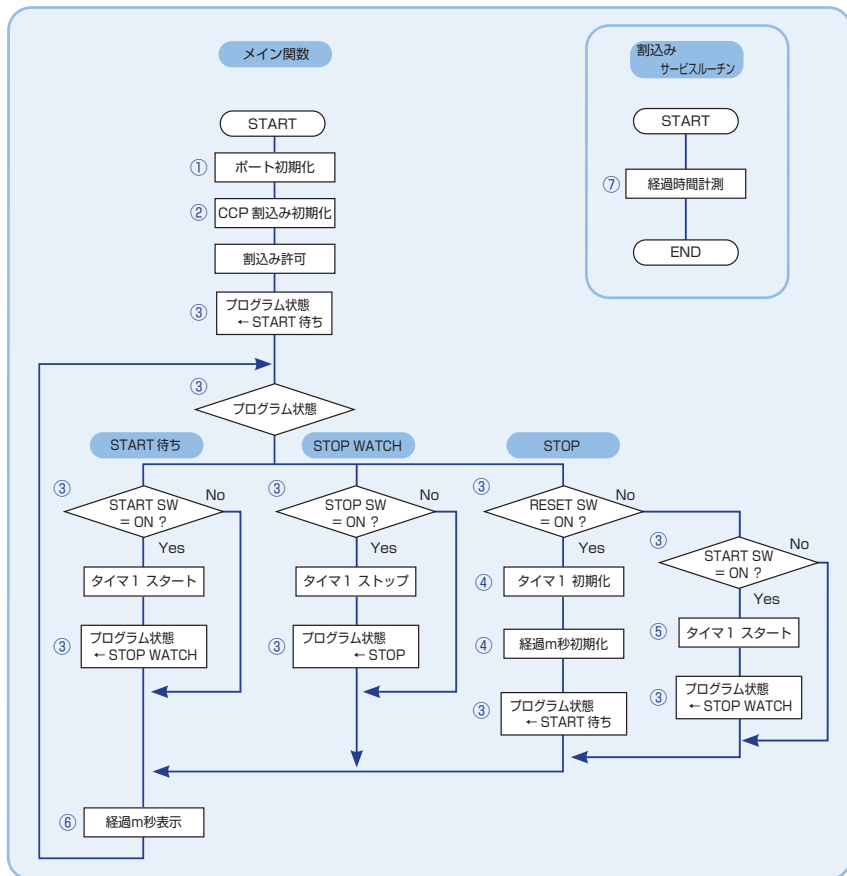 メイン関数
START
① ポート初期化
② CCP 割込み初期化
割込み許可
③ プログラム状態
← START 待ち
③
プログラム状態
割込み
サービスルーチン
START
⑦ 経過時間計測
END
START 待ち
③
START SW
= ON ?
No
Yes
タイマ1 スタート
③ プログラム状態
← STOP WATCH
STOP WATCH
③
STOP SW
= ON ?
No
Yes
タイマ1 ストップ
③ プログラム状態
← STOP
STOP
③
RESET SW
= ON ?
No
Yes
④ タイマ1 初期化
④ 経過m秒初期化
③ プログラム状態
← START 待ち
③
START SW
= ON ?
No
Yes
⑤ タイマ1 スタート
③ プログラム状態
← STOP WATCH
⑥ 経過m秒表示